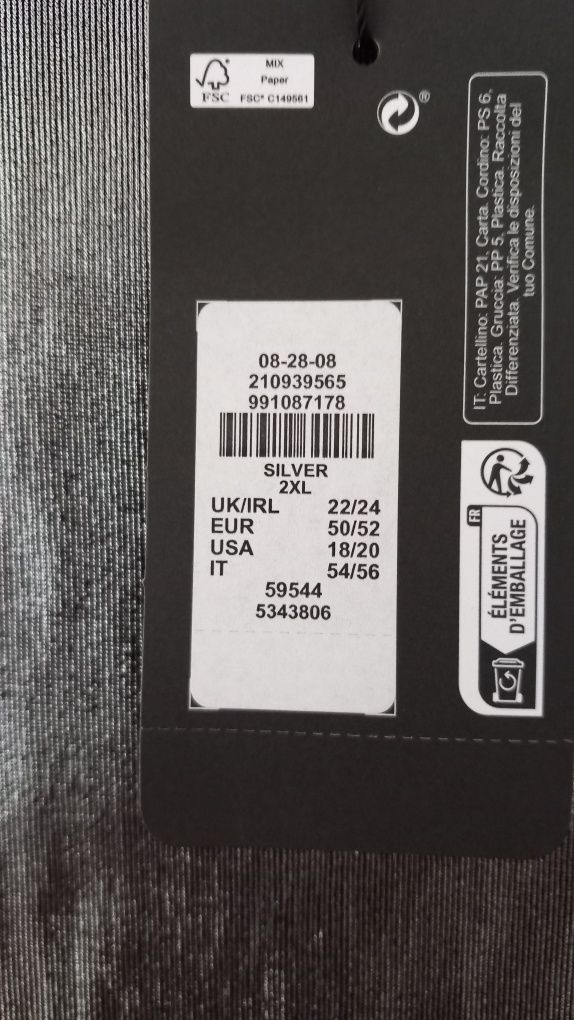 MIX
Paper
FSC
FSC® C149561
®
IT: Cartellino: PAP 21, Carta. Cordino: PS 6,
Plastica. Gruccia: PP 5, Plastica. Raccolta
Differenziata. Verifica le disposizioni del
tuo Comune.
08-28-08
210939565
991087178
SILVER
2XL
UK/IRL 22/24
EUR 50/52
USA 18/20
IT 54/56
59544
5343806
FR
ÉLÉMENTS
D'EMBALLAGE